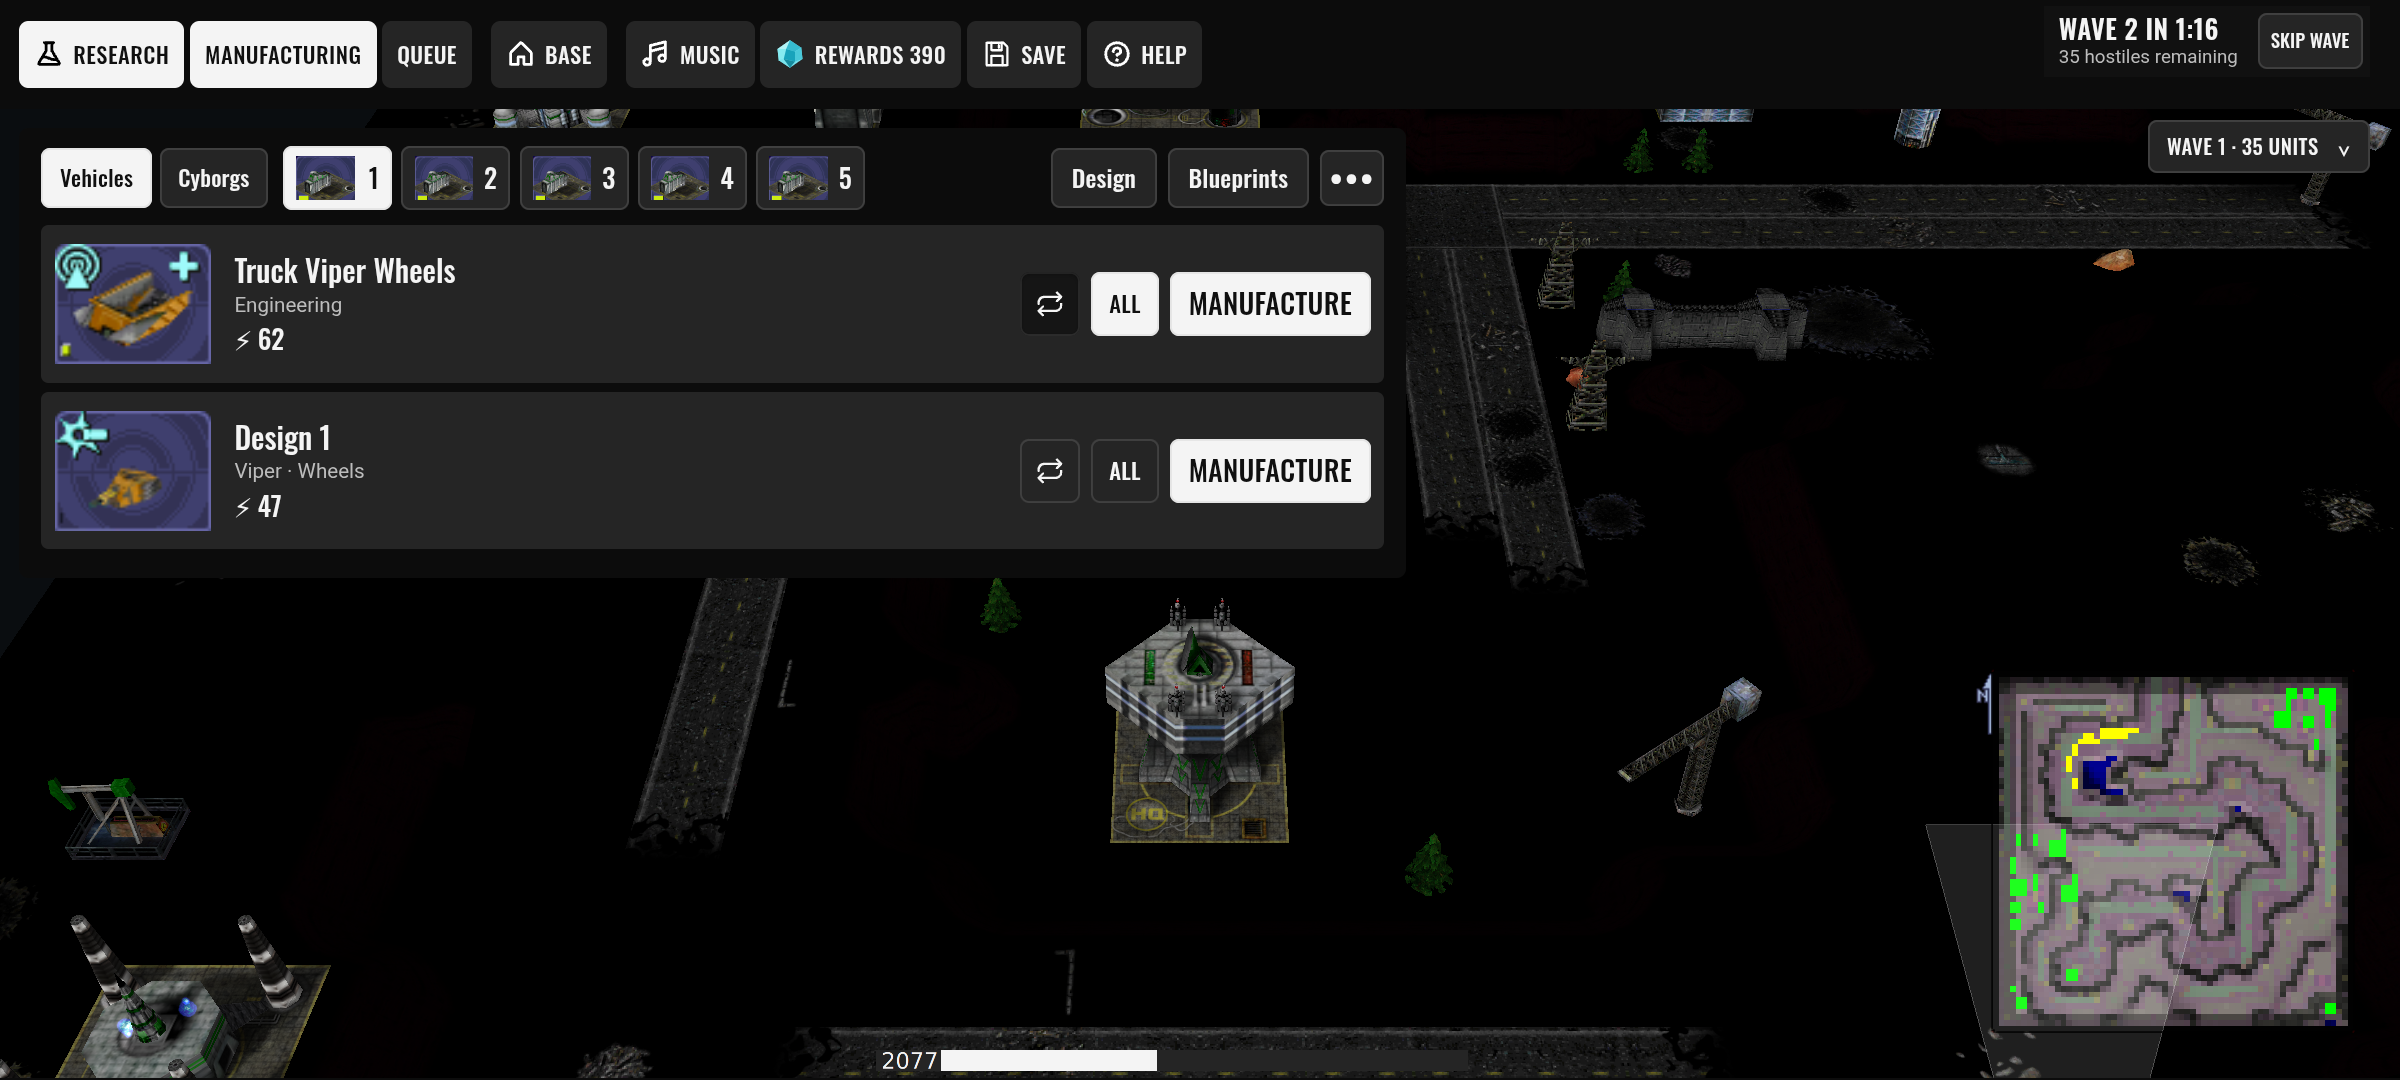 RESEARCH
MANUFACTURING
QUEUE
BASE
MUSIC
REWARDS 390
SAVE
HELP
WAVE 2 IN 1:16
35 hostiles remaining
SKIP WAVE
WAVE 1 · 35 UNITS
Vehicles
Cyborgs
1
2
3
4
5
Design
Blueprints
Truck Viper Wheels
Engineering
62
ALL
MANUFACTURE
Design 1
Viper · Wheels
47
ALL
MANUFACTURE
HQ
N
2077